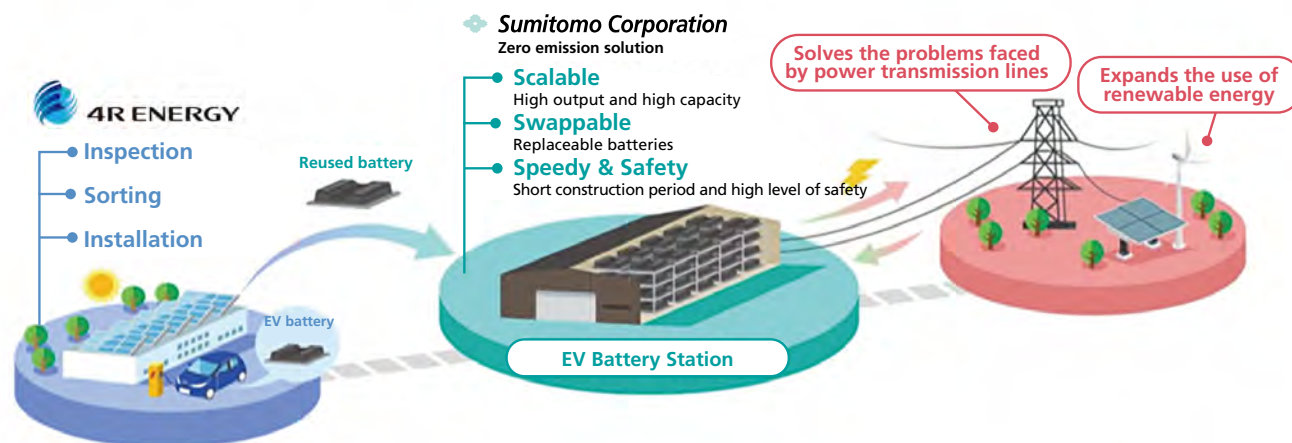 4R ENERGY
Inspection
Sorting
Installation
EV battery
Reused battery
Sumitomo Corporation
Zero emission solution
Scalable
High output and high capacity
Swappable
Replaceable batteries
Speedy & Safety
Short construction period and high level of safety
EV Battery Station
Solves the problems faced
by power transmission lines
Expands the use of
renewable energy